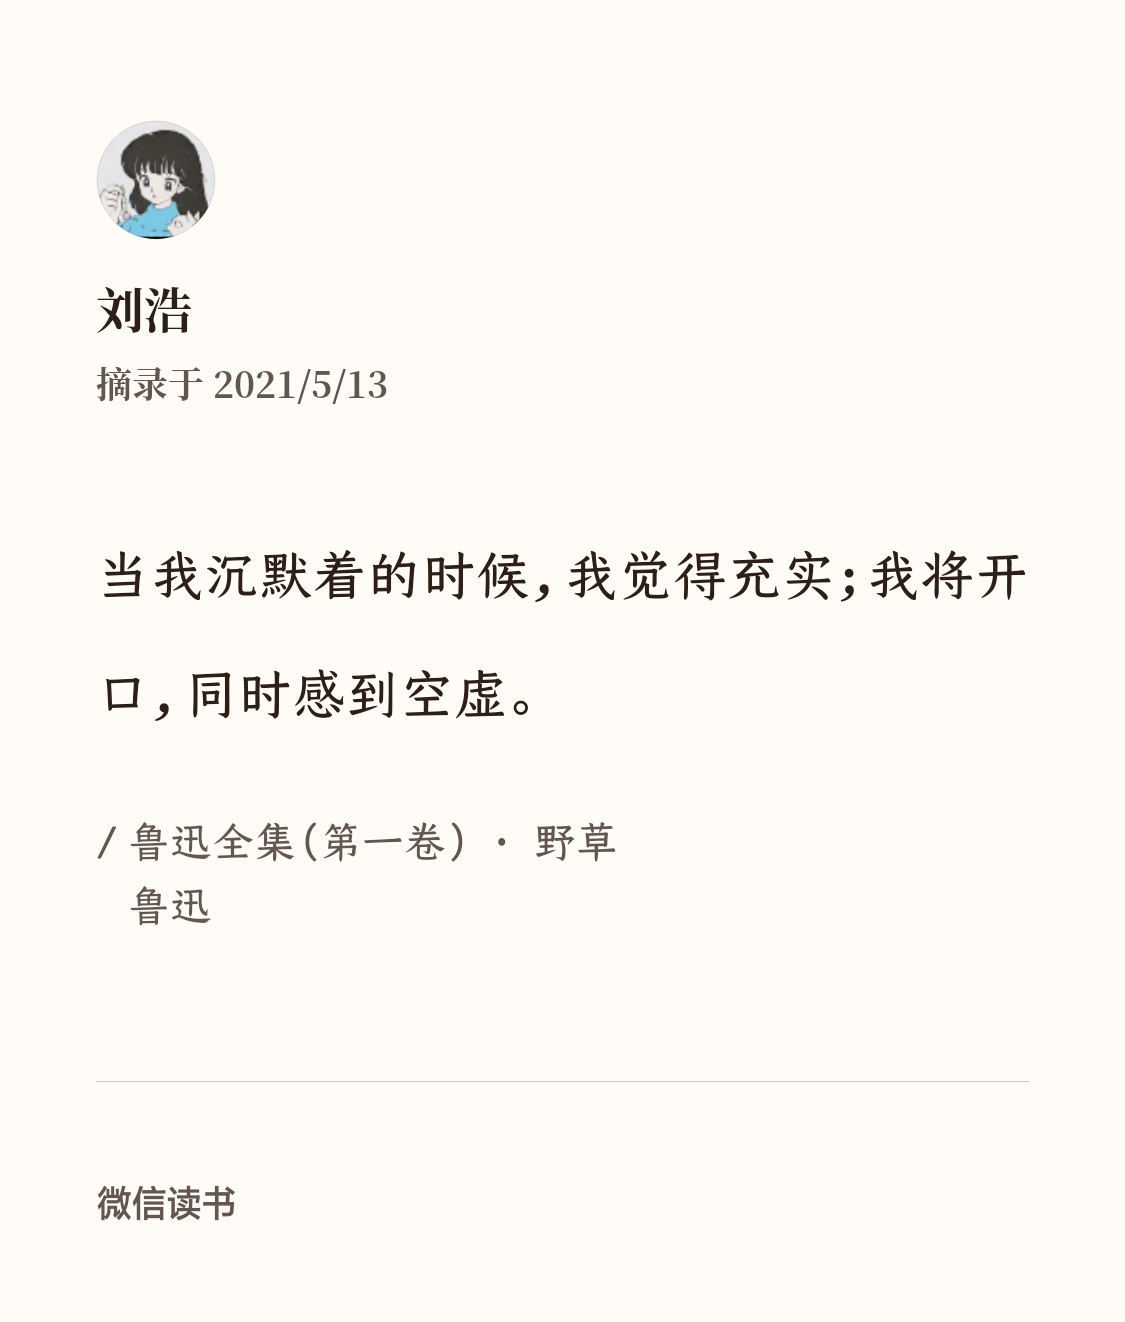 刘浩
摘录于 2021/5/13
当我沉默着的时候,我觉得充实;我将开
口,同时感到空虚。
/ 鲁迅全集(第一卷) · 野草
鲁迅
微信读书